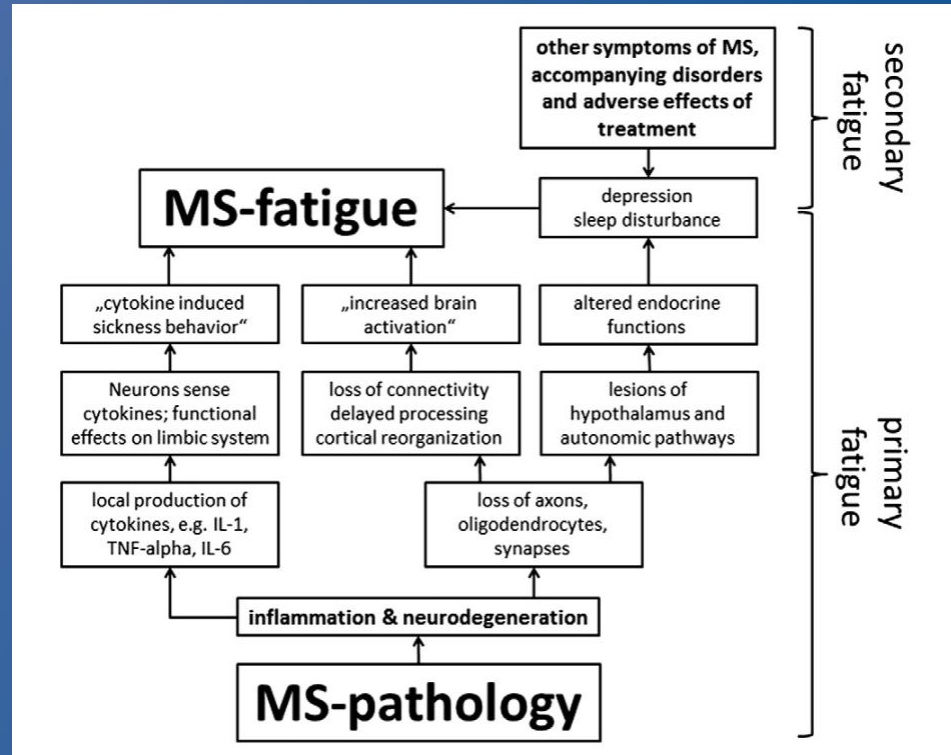 other symptoms of MS,
accompanying disorders
and adverse effects of
treatment
secondary
fatigue
MS-fatigue
depression
sleep disturbance
„cytokine induced
sickness behavior“
„increased brain
activation“
altered endocrine
functions
Neurons sense
cytokines; functional
effects on limbic system
loss of connectivity
delayed processing
cortical reorganization
lesions of
hypothalamus and
autonomic pathways
primary
fatigue
local production of
cytokines, e.g. IL-1,
TNF-alpha, IL-6
loss of axons,
oligodendrocytes,
synapses
inflammation & neurodegeneration
MS-pathology